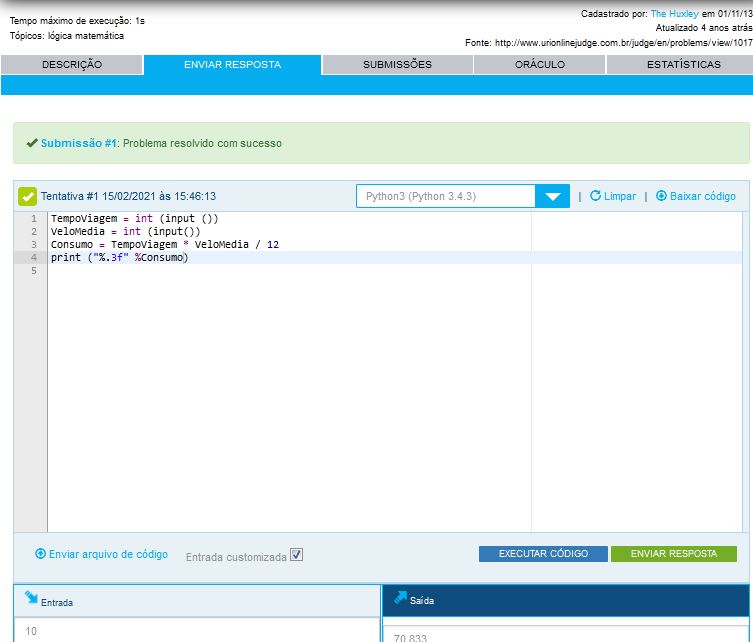 Tempo máximo de execução: 1s
Tópicos: lógica matemática
Cadastrado por: The Huxley em 01/11/13
Atualizado 4 anos atrás
Fonte: http://www.urionlinejudge.com.br/judge/en/problems/view/1017
DESCRIÇÃO ENVIAR RESPOSTA SUBMISSÕES ORÁCULO ESTATÍSTICAS
Submissão #1: Problema resolvido com sucesso
Tentativa #1 15/02/2021 às 15:46:13 Python3 (Python 3.4.3) | Limpar | Baixar código
1 TempoViagem = int (input ())
2 VeloMedia = int (input())
3 Consumo = TempoViagem * VeloMedia / 12
4 print ("%.3f" %Consumo)
5
Enviar arquivo de código Entrada customizada EXECUTAR CÓDIGO ENVIAR RESPOSTA
Entrada Saída
10 70.833